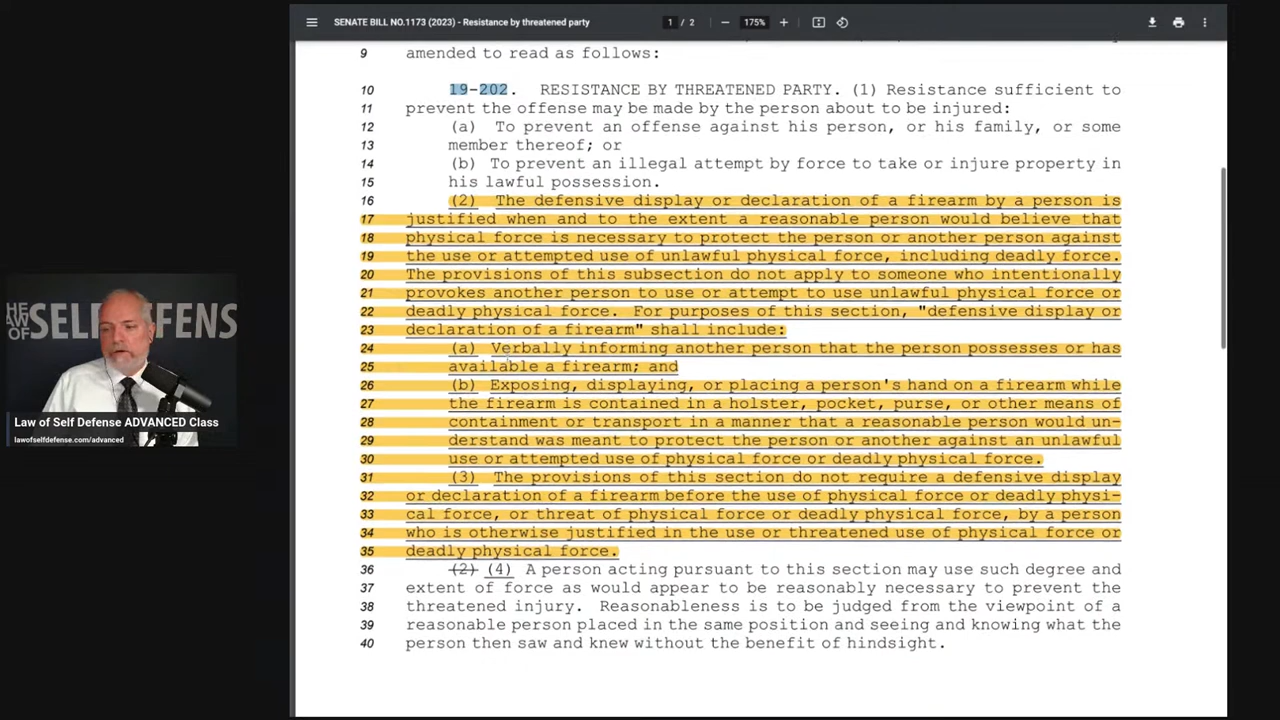 SENATE BILL NO.1173 (2023) - Resistance by threatened party
1 / 2
175%
9 amended to read as follows:
10 19-202. RESISTANCE BY THREATENED PARTY. (1) Resistance sufficient to
11 prevent the offense may be made by the person about to be injured:
12 (a) To prevent an offense against his person, or his family, or some
13 member thereof; or
14 (b) To prevent an illegal attempt by force to take or injure property in
15 his lawful possession.
16 (2) The defensive display or declaration of a firearm by a person is
17 justified when and to the extent a reasonable person would believe that
18 physical force is necessary to protect the person or another person against
19 the use or attempted use of unlawful physical force, including deadly force.
20 The provisions of this subsection do not apply to someone who intentionally
21 provokes another person to use or attempt to use unlawful physical force or
22 deadly physical force. For purposes of this section, "defensive display or
23 declaration of a firearm" shall include:
24 (a) Verbally informing another person that the person possesses or has
25 available a firearm; and
26 (b) Exposing, displaying, or placing a person's hand on a firearm while
27 the firearm is contained in a holster, pocket, purse, or other means of
28 containment or transport in a manner that a reasonable person would un-
29 derstand was meant to protect the person or another against an unlawful
30 use or attempted use of physical force or deadly physical force.
31 (3) The provisions of this section do not require a defensive display
32 or declaration of a firearm before the use of physical force or deadly physi-
33 cal force, or threat of physical force or deadly physical force, by a person
34 who is otherwise justified in the use or threatened use of physical force or
35 deadly physical force.
36 (2) (4) A person acting pursuant to this section may use such degree and
37 extent of force as would appear to be reasonably necessary to prevent the
38 threatened injury. Reasonableness is to be judged from the viewpoint of a
39 reasonable person placed in the same position and seeing and knowing what the
40 person then saw and knew without the benefit of hindsight.
HE
AW
OF SELF DEFENS
Law of Self Defense ADVANCED Class
lawofselfdefense.com/advanced